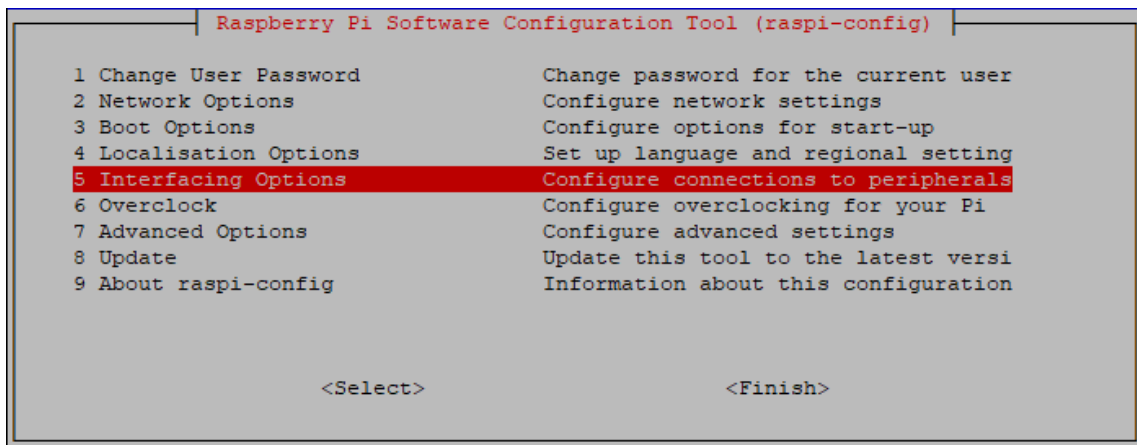 Raspberry Pi Software Configuration Tool (raspi-config)
1 Change User Password Change password for the current user
2 Network Options Configure network settings
3 Boot Options Configure options for start-up
4 Localisation Options Set up language and regional setting
5 Interfacing Options Configure connections to peripherals
6 Overclock Configure overclocking for your Pi
7 Advanced Options Configure advanced settings
8 Update Update this tool to the latest versi
9 About raspi-config Information about this configuration
<Select> <Finish>